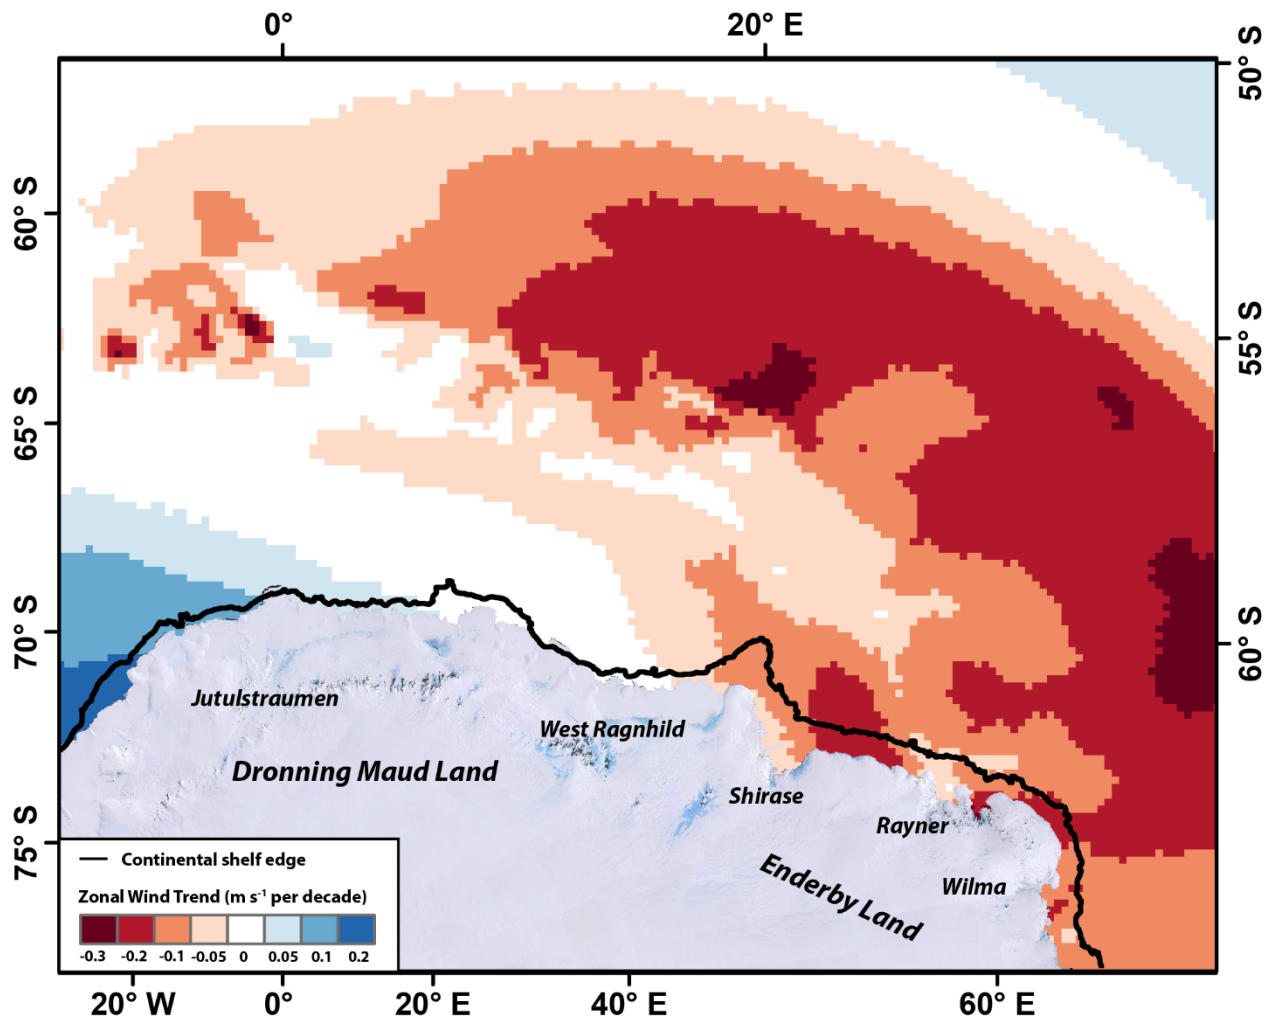 0°
20° E
50° S
60° S
55° S
65° S
70° S
60° S
Jutulstraumen
West Ragnhild
Dronning Maud Land
Shirase
Rayner
75° S
Continental shelf edge
Enderby Land
Wilma
Zonal Wind Trend (m s⁻¹ per decade)
-0.3 -0.2 -0.1 -0.05 0 0.05 0.1 0.2
20° W 0° 20° E 40° E 60° E